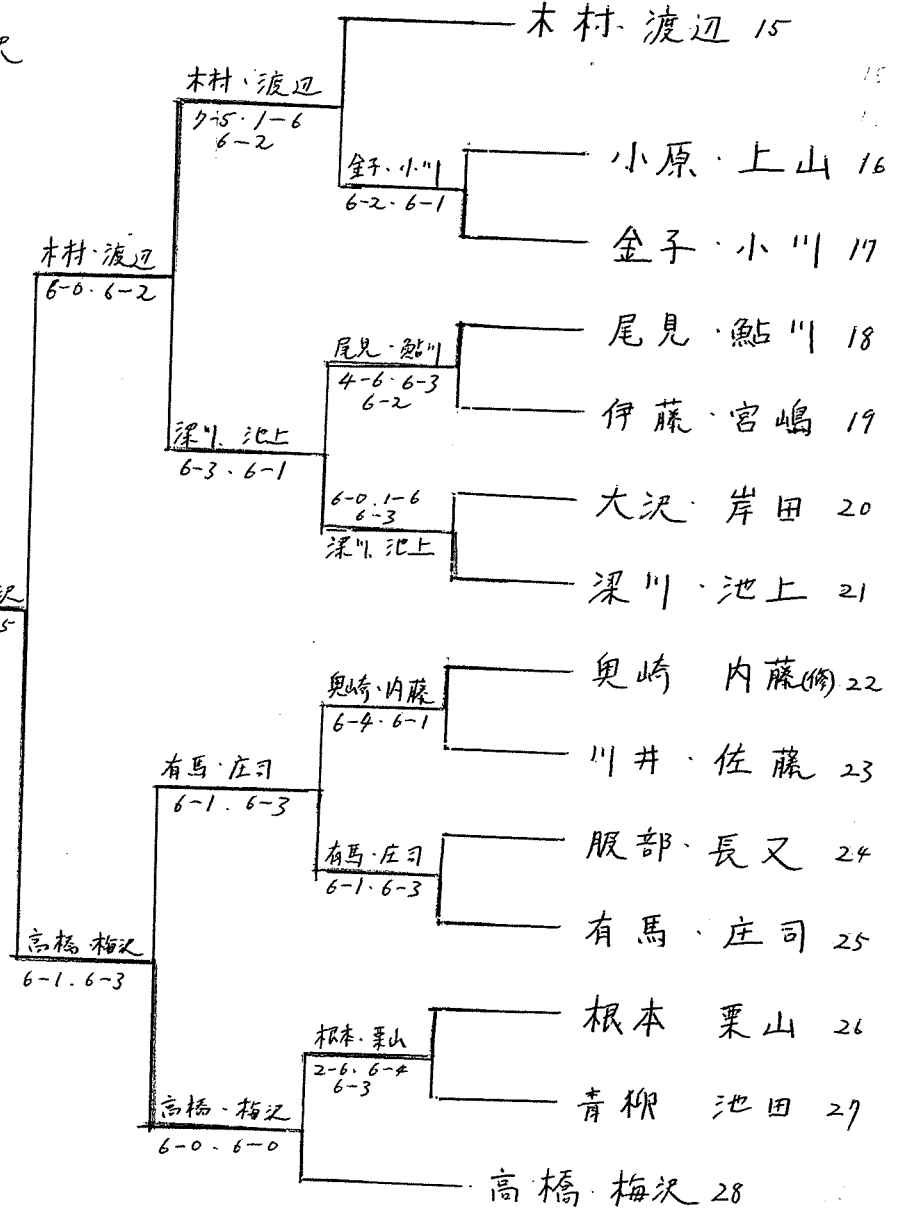 沢
木村・渡辺 15
木村・渡辺
7-5・1-6
6-2
小原・上山 16
金子・小川
6-2・6-1
金子・小川 17
木村・渡辺
6-0・6-2
尾見・鮎川 18
尾見・鮎川
4-6・6-3
6-2
伊藤・宮嶋 19
深川、池上
6-3・6-1
大沢・岸田 20
6-0・1-6
6-3
深川、池上
深川・池上 21
沢
5
奥崎 内藤(修) 22
奥崎・内藤
6-4・6-1
川井・佐藤 23
有馬・庄司
6-1・6-3
服部・長又 24
有馬・庄司
6-1・6-3
有馬・庄司 25
高橋 梅沢
6-1・6-3
根本 栗山 26
根本・栗山
2-6・6-4
6-3
青柳 池田 27
高橋・梅沢
6-0・6-0
高橋・梅沢 28